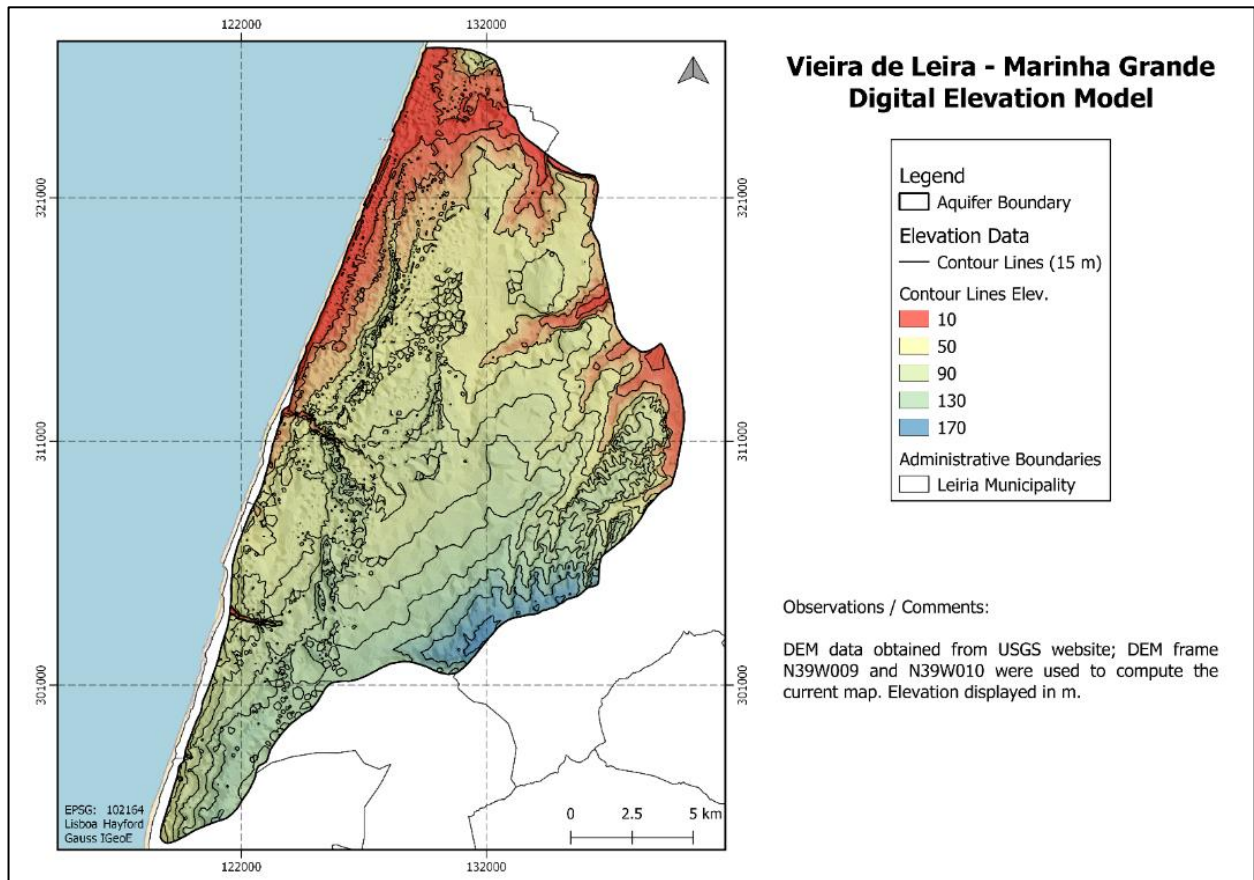 122000
132000
321000
321000
311000
311000
301000
301000
EPSG: 102164
Lisboa Hayford
Gauss IGeoE
0 2.5 5 km
122000
132000
Vieira de Leira - Marinha Grande
Digital Elevation Model
Legend
Aquifer Boundary
Elevation Data
Contour Lines (15 m)
Contour Lines Elev.
10
50
90
130
170
Administrative Boundaries
Leiria Municipality
Observations / Comments:
DEM data obtained from USGS website; DEM frame
N39W009 and N39W010 were used to compute the
current map. Elevation displayed in m.